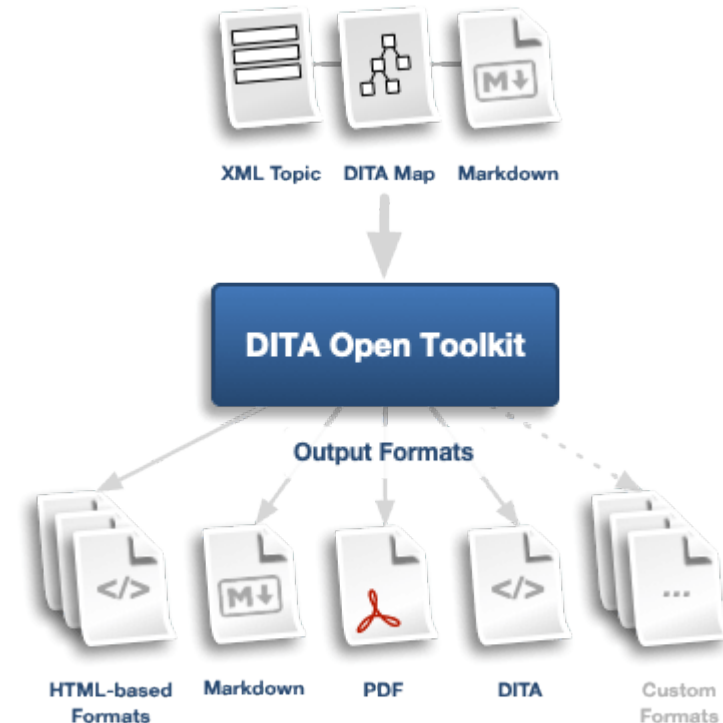 M↓
XML Topic DITA Map Markdown
DITA Open Toolkit
Output Formats
</> M↓ </> ...
HTML-based Formats Markdown PDF DITA Custom Formats